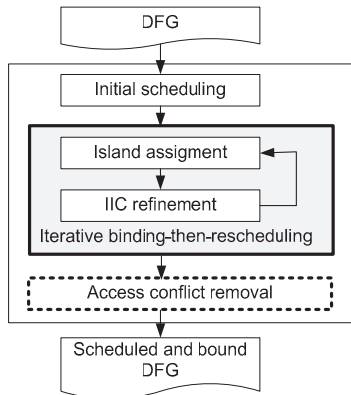 DFG
Initial scheduling
Island assigment
IIC refinement
Iterative binding-then-rescheduling
Access conflict removal
Scheduled and bound
DFG